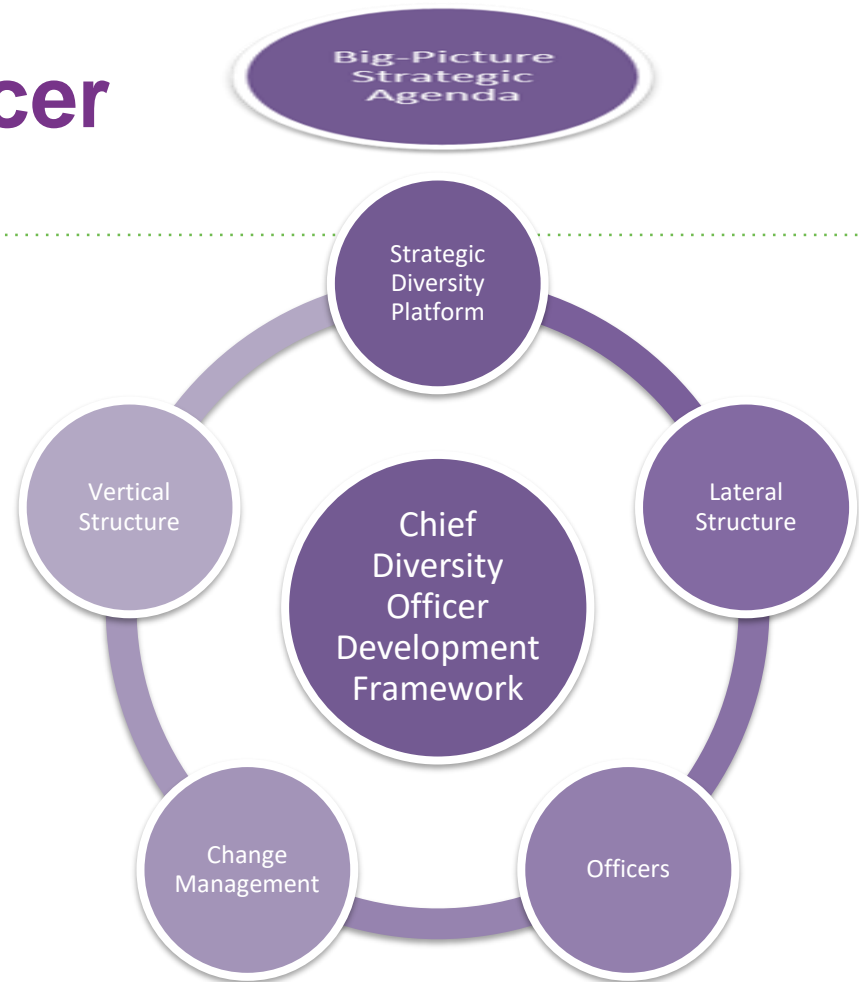 cer
Big-Picture
Strategic
Agenda
Strategic
Diversity
Platform
Vertical
Structure
Lateral
Structure
Chief
Diversity
Officer
Development
Framework
Change
Management
Officers